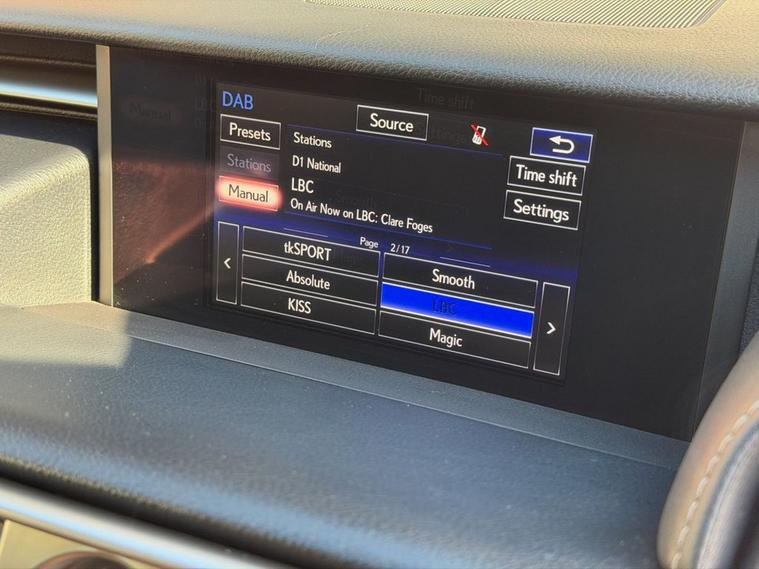 DAB
Source
Presets
Stations
Manual
Stations
D1 National
LBC
On Air Now on LBC: Clare Foges
Time shift
Settings
Page 2/17
tkSPORT
Smooth
Absolute
LBC
KISS
Magic
<
>